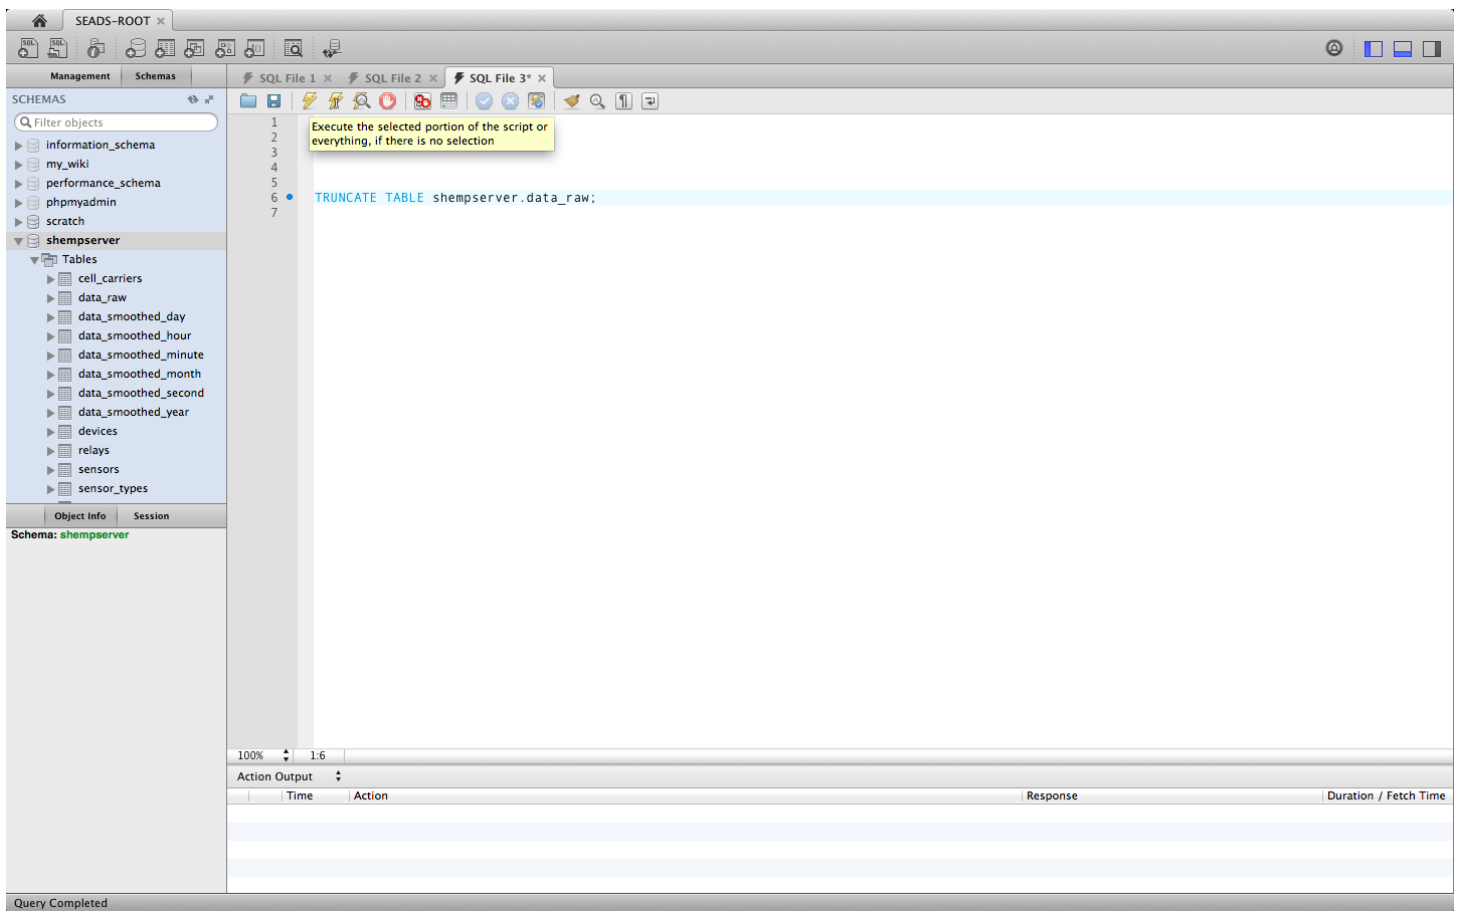 SEADS-ROOT ×
SQL SQL
Management Schemas
SQL File 1 × SQL File 2 × SQL File 3* ×
SCHEMAS
Filter objects
1
2
3
4
5
6
7
Execute the selected portion of the script or
everything, if there is no selection
TRUNCATE TABLE shempserver.data_raw;
information_schema
my_wiki
performance_schema
phpmyadmin
scratch
shempserver
Tables
cell_carriers
data_raw
data_smoothed_day
data_smoothed_hour
data_smoothed_minute
data_smoothed_month
data_smoothed_second
data_smoothed_year
devices
relays
sensors
sensor_types
Object Info Session
Schema: shempserver
100% 1:6
Action Output
Time Action Response Duration / Fetch Time
Query Completed